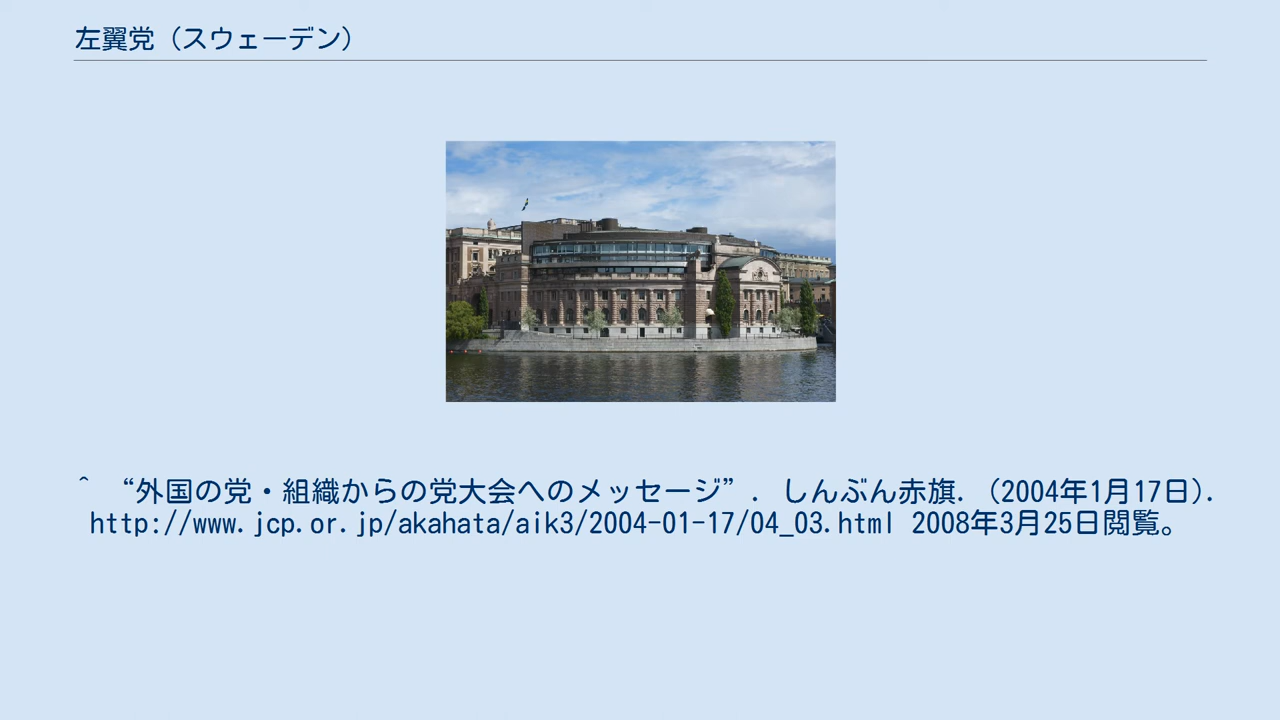 左翼党（スウェーデン）
^ “外国の党・組織からの党大会へのメッセージ”. しんぶん赤旗. (2004年1月17日).
http://www.jcp.or.jp/akahata/aik3/2004-01-17/04_03.html 2008年3月25日閲覧。